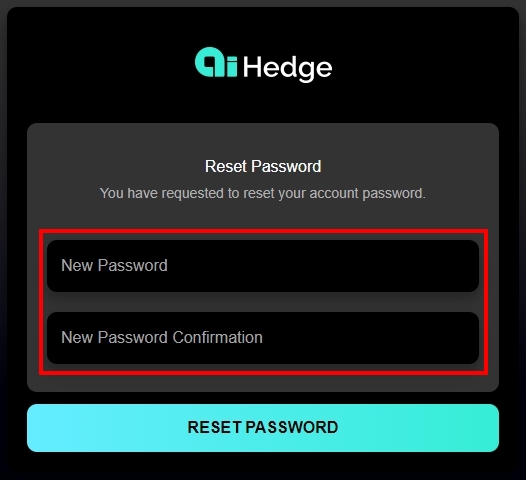 ai Hedge
Reset Password
You have requested to reset your account password.
New Password
New Password Confirmation
RESET PASSWORD